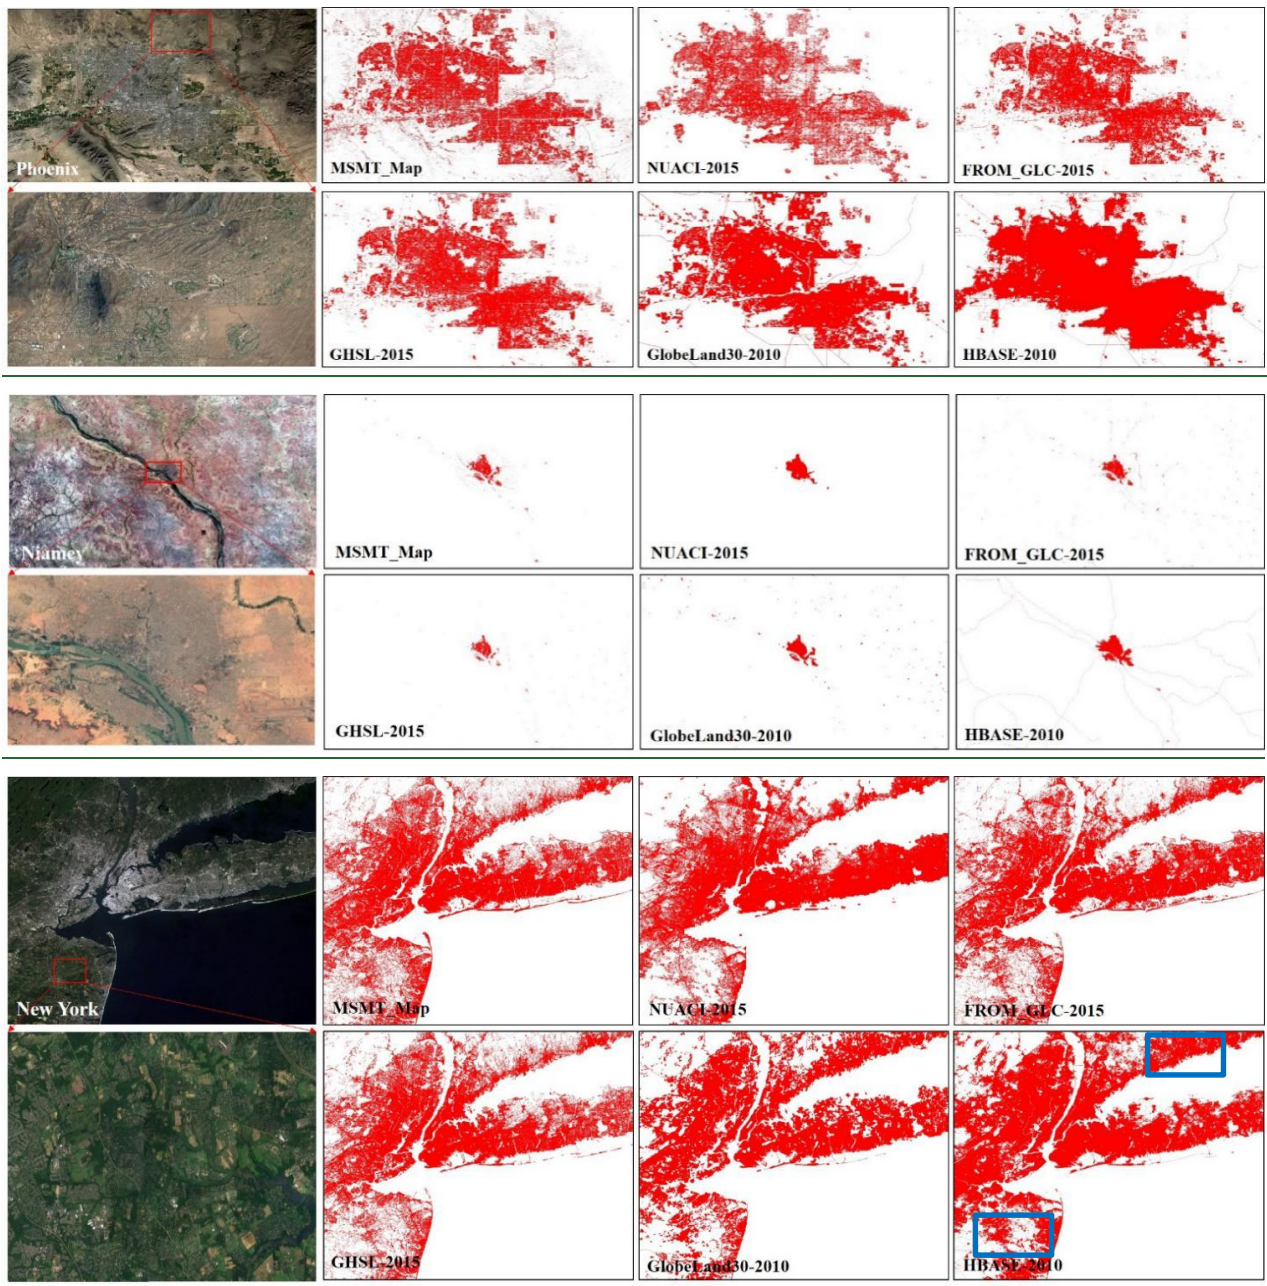 Phoenix
MSMT_Map
NUACI-2015
FROM_GLC-2015
GHSL-2015
GlobeLand30-2010
HBASE-2010
Niamey
MSMT_Map
NUACI-2015
FROM_GLC-2015
GHSL-2015
GlobeLand30-2010
HBASE-2010
New York
MSMT_Map
NUACI-2015
FROM_GLC-2015
GHSL-2015
GlobeLand30-2010
HBASE-2010